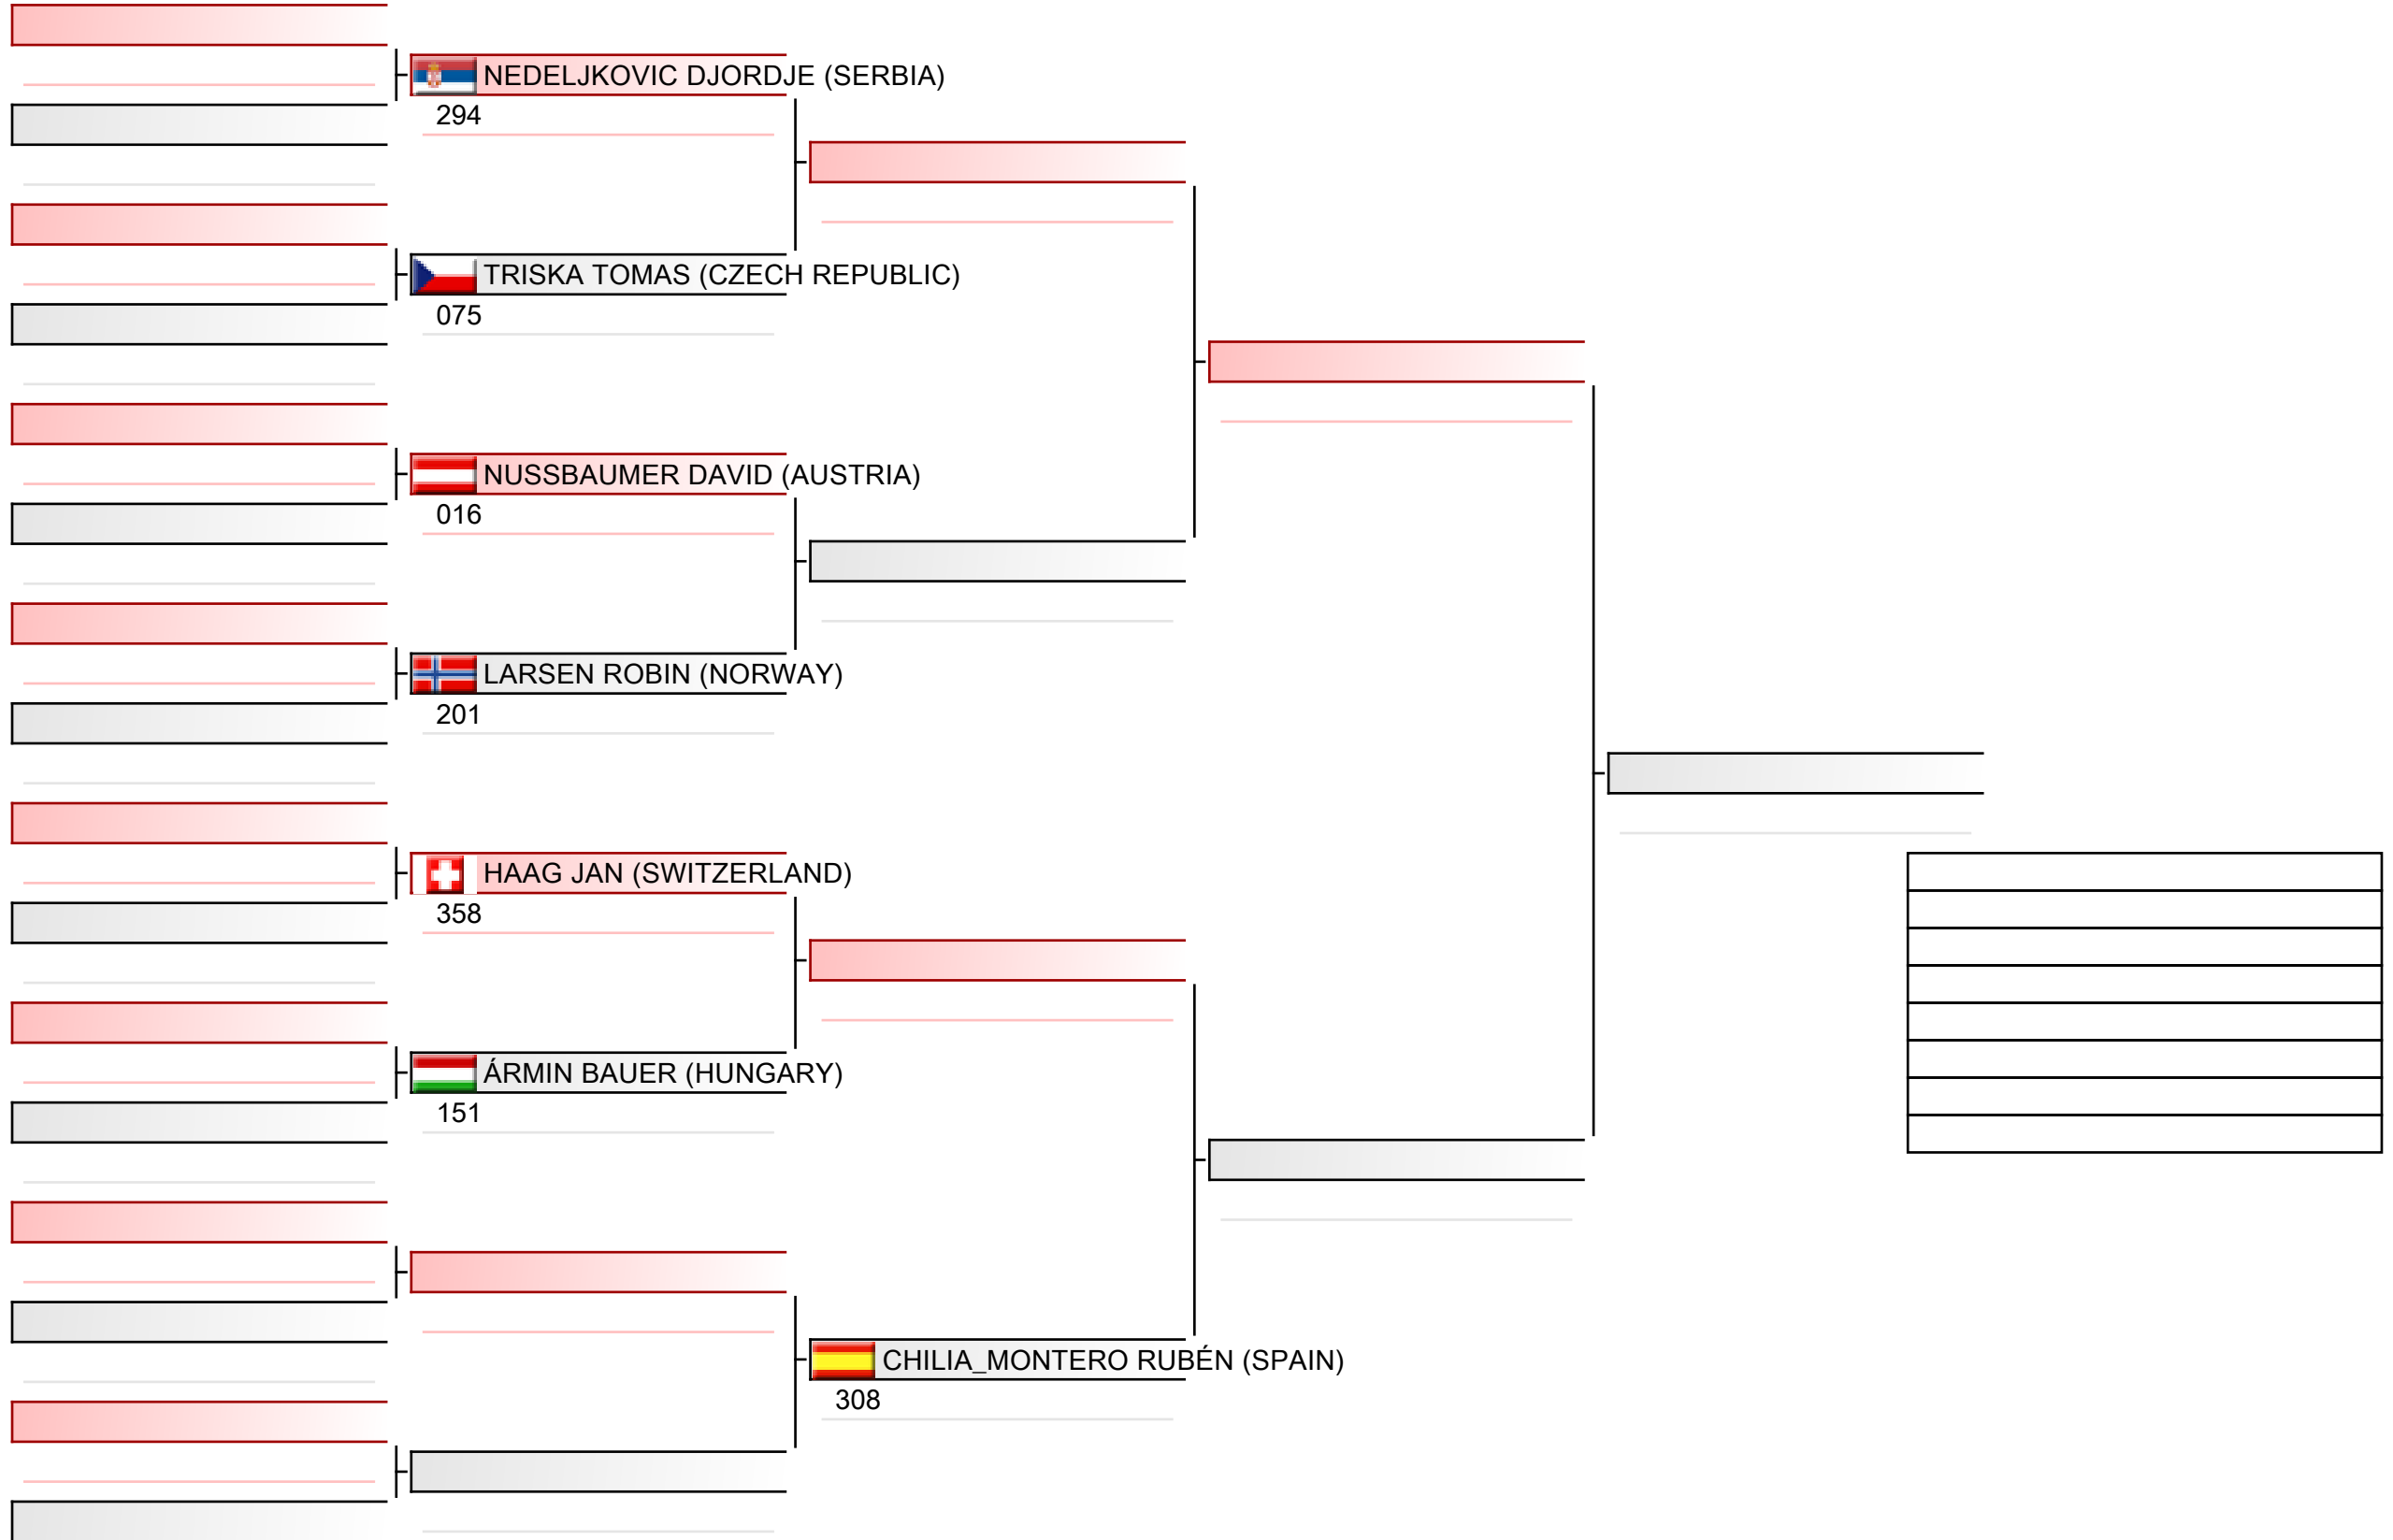 NEDELJKOVIC DJORDJE (SERBIA)
294
TRISKA TOMAS (CZECH REPUBLIC)
075
NUSSBAUMER DAVID (AUSTRIA)
016
LARSEN ROBIN (NORWAY)
201
HAAG JAN (SWITZERLAND)
358
ÁRMIN BAUER (HUNGARY)
151
CHILIA_MONTERO RUBÉN (SPAIN)
308